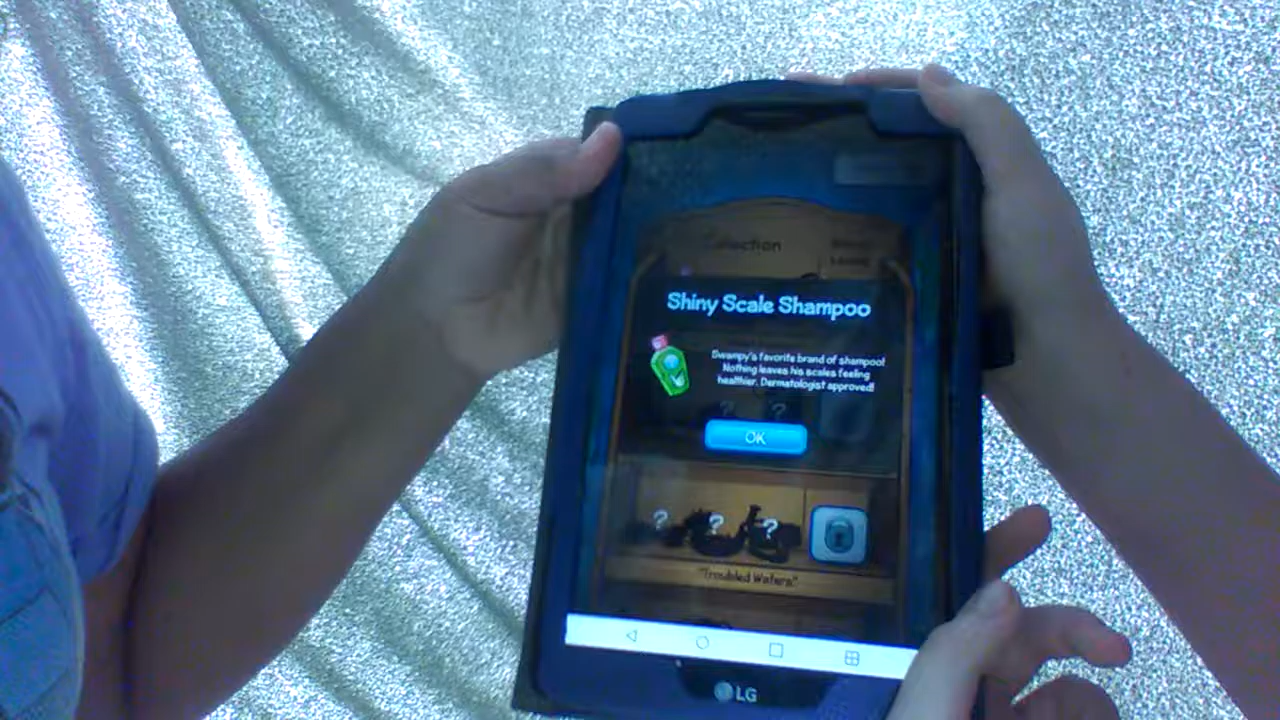 Collection
Shiny Scale Shampoo
Swampy's favorite brand of shampoo!
Nothing leaves his scales feeling
healthier. Dermatologist approved!
? ?
OK
? ? ?
"Troubled Waters"
LG